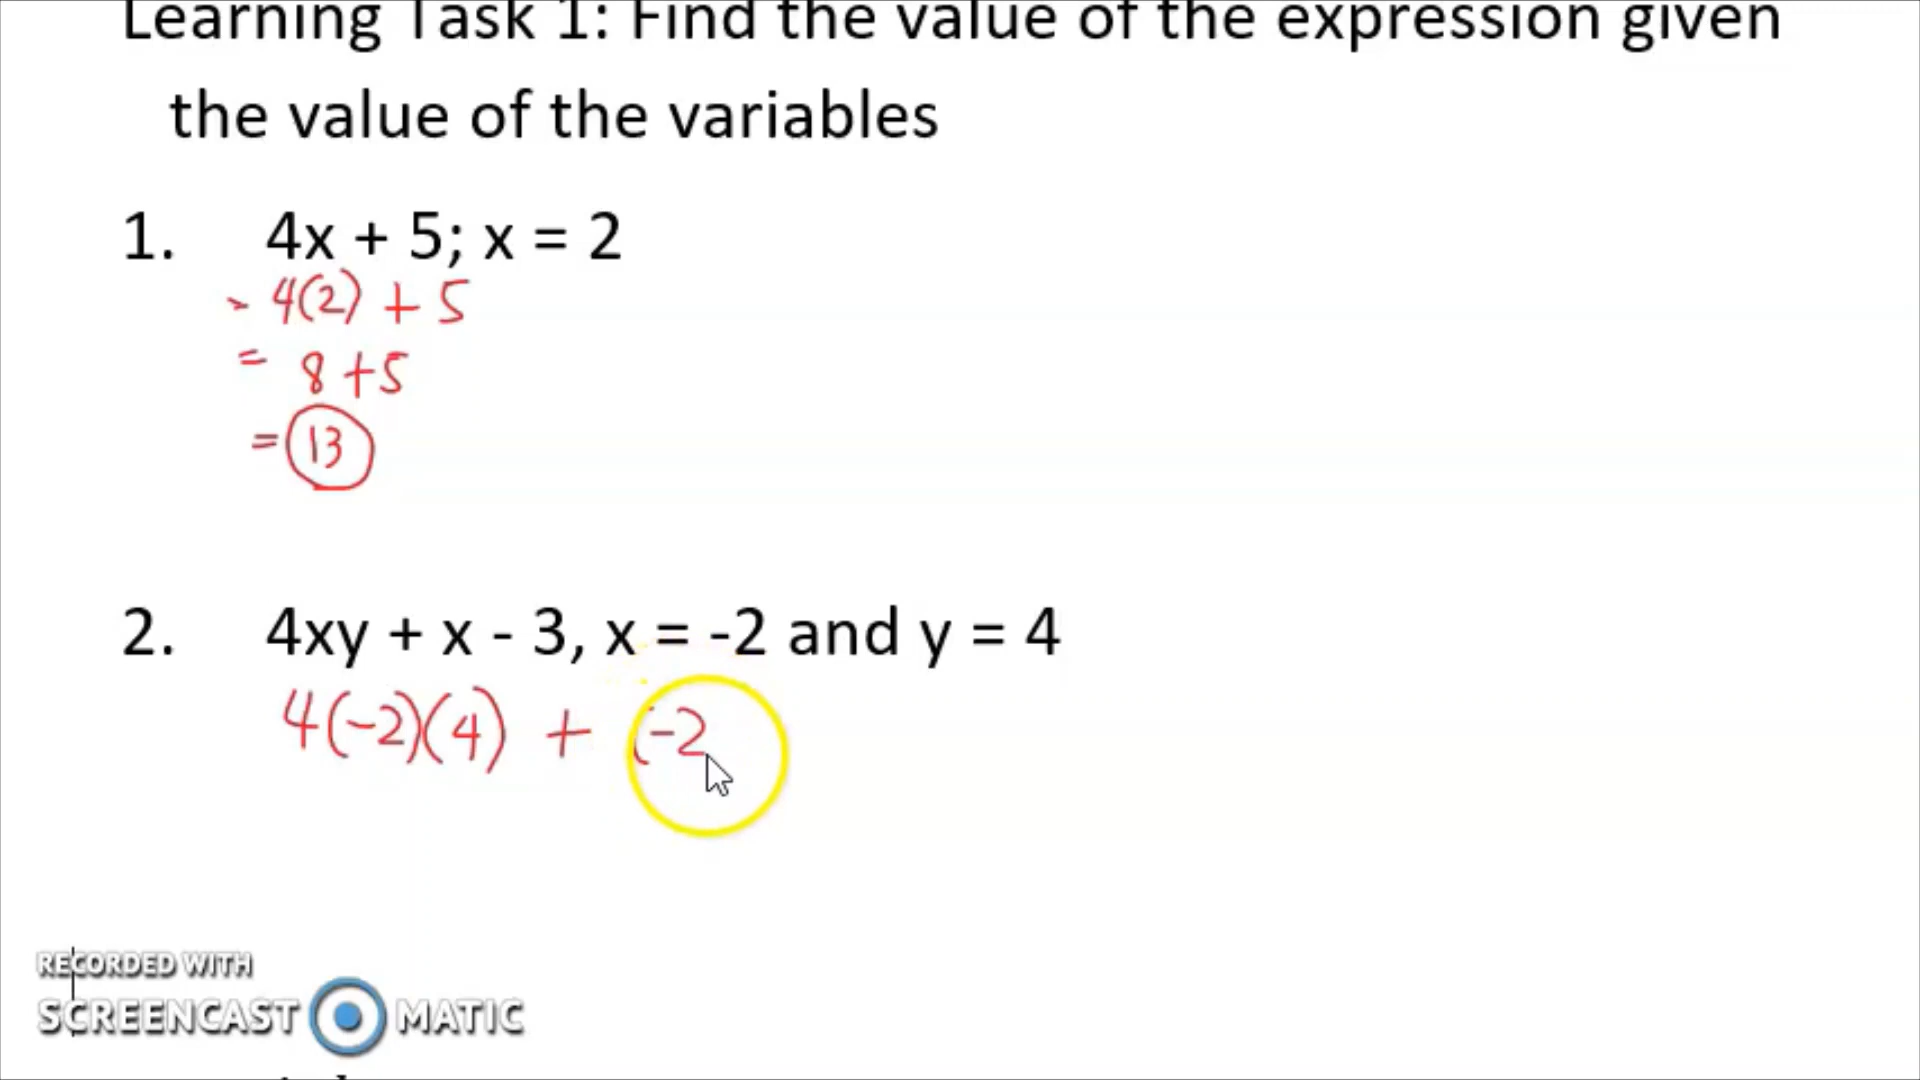 Learning Task 1: Find the value of the expression given
the value of the variables
1. 4x + 5; x = 2
= 4(2) + 5
= 8 + 5
= 13
2. 4xy + x - 3, x = -2 and y = 4
4(-2)(4) + (-2
RECORDED WITH
SCREENCAST MATIC